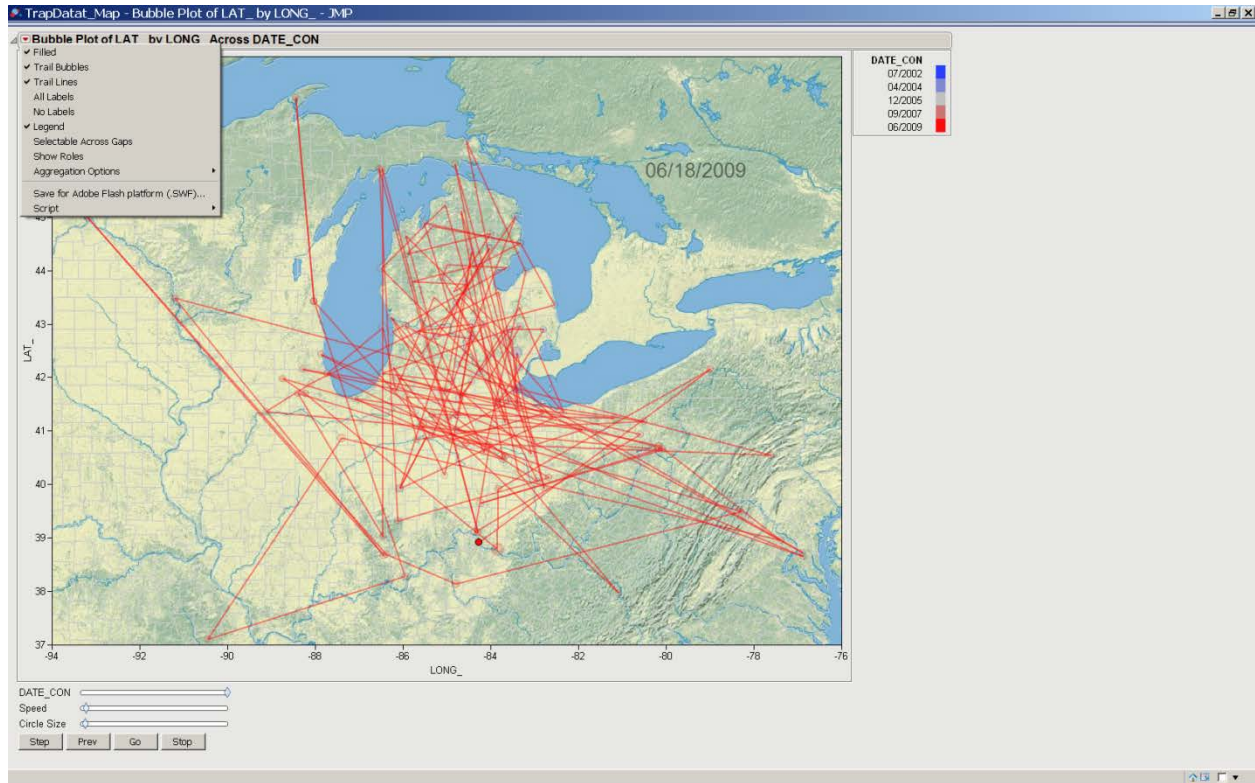 TrapDatat_Map - Bubble Plot of LAT_ by LONG_ - JMP
Bubble Plot of LAT_ by LONG_ Across DATE_CON
Filled
Trail Bubbles
Trail Lines
All Labels
No Labels
Legend
Selectable Across Gaps
Show Roles
Aggregation Options
Save for Adobe Flash platform (.SWF)...
Script
DATE_CON
07/2002
04/2004
12/2005
09/2007
06/2009
06/18/2009
45
44
43
42
41
40
39
38
37
LAT_
-94 -92 -90 -88 -86 -84 -82 -80 -78 -76
LONG_
DATE_CON
Speed
Circle Size
Step Prev Go Stop